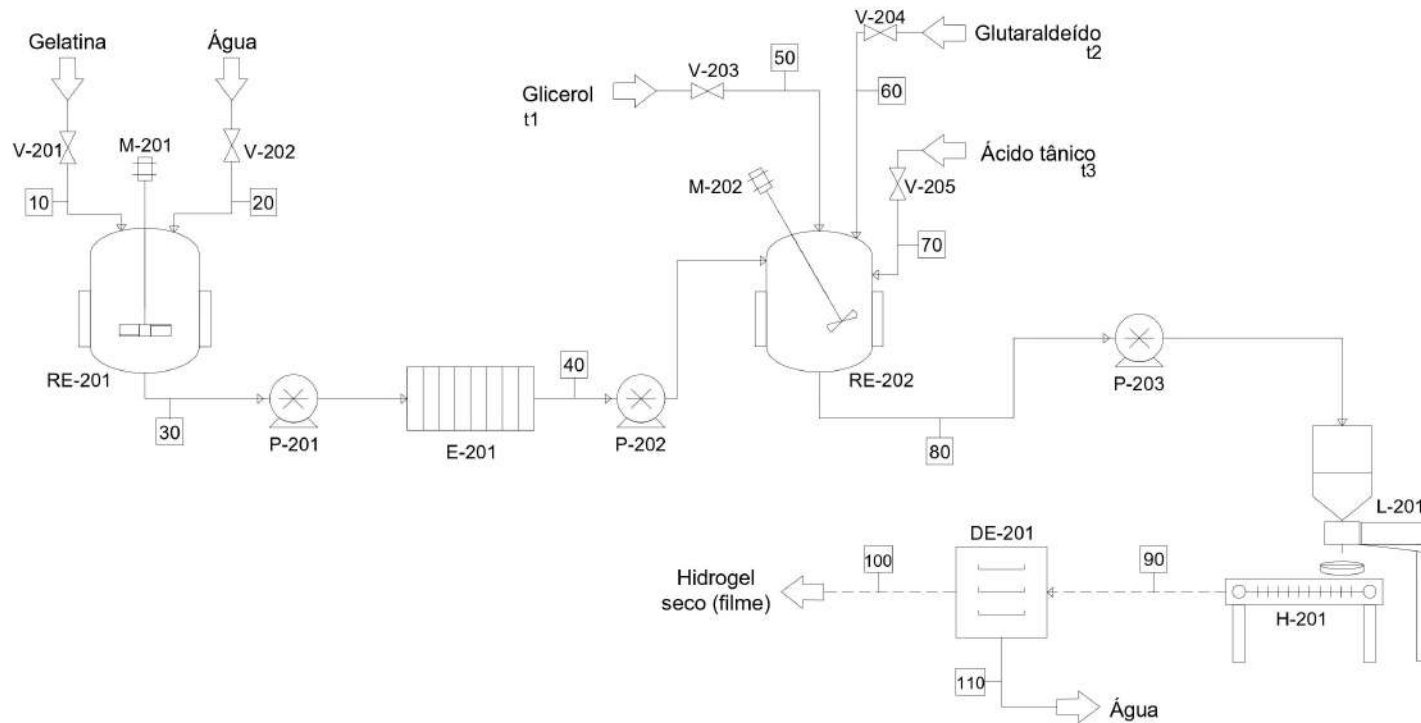 Gelatina
Água
V-201
M-201
V-202
10
20
RE-201
30
P-201
E-201
40
P-202
Glicerol
t1
V-203
50
V-204
Glutaraldeído
t2
60
Ácido tânico
t3
V-205
70
M-202
RE-202
80
P-203
L-201
H-201
90
DE-201
100
Hidrogel
seco (filme)
110
Água